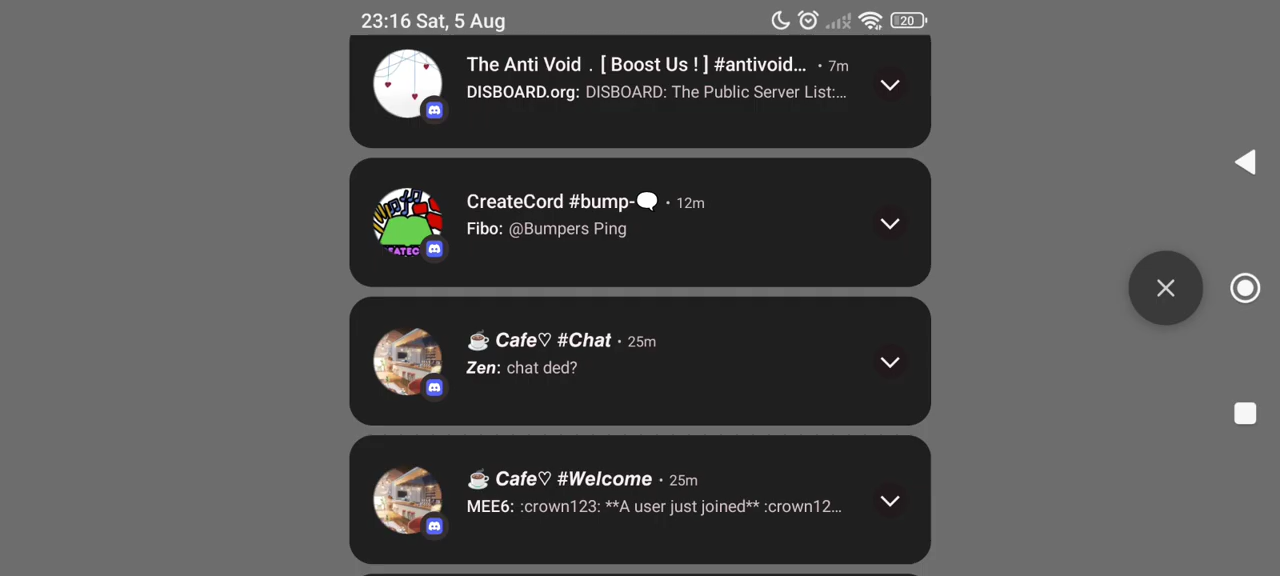 23:16 Sat, 5 Aug 20
The Anti Void . [ Boost Us ! ] #antivoid... • 7m
DISBOARD.org: DISBOARD: The Public Server List:...
CreateCord #bump-🗨️ • 12m
Fibo: @Bumpers Ping
☕ Cafe♡ #Chat • 25m
Zen: chat ded?
☕ Cafe♡ #Welcome • 25m
MEE6: :crown123: **A user just joined** :crown12...